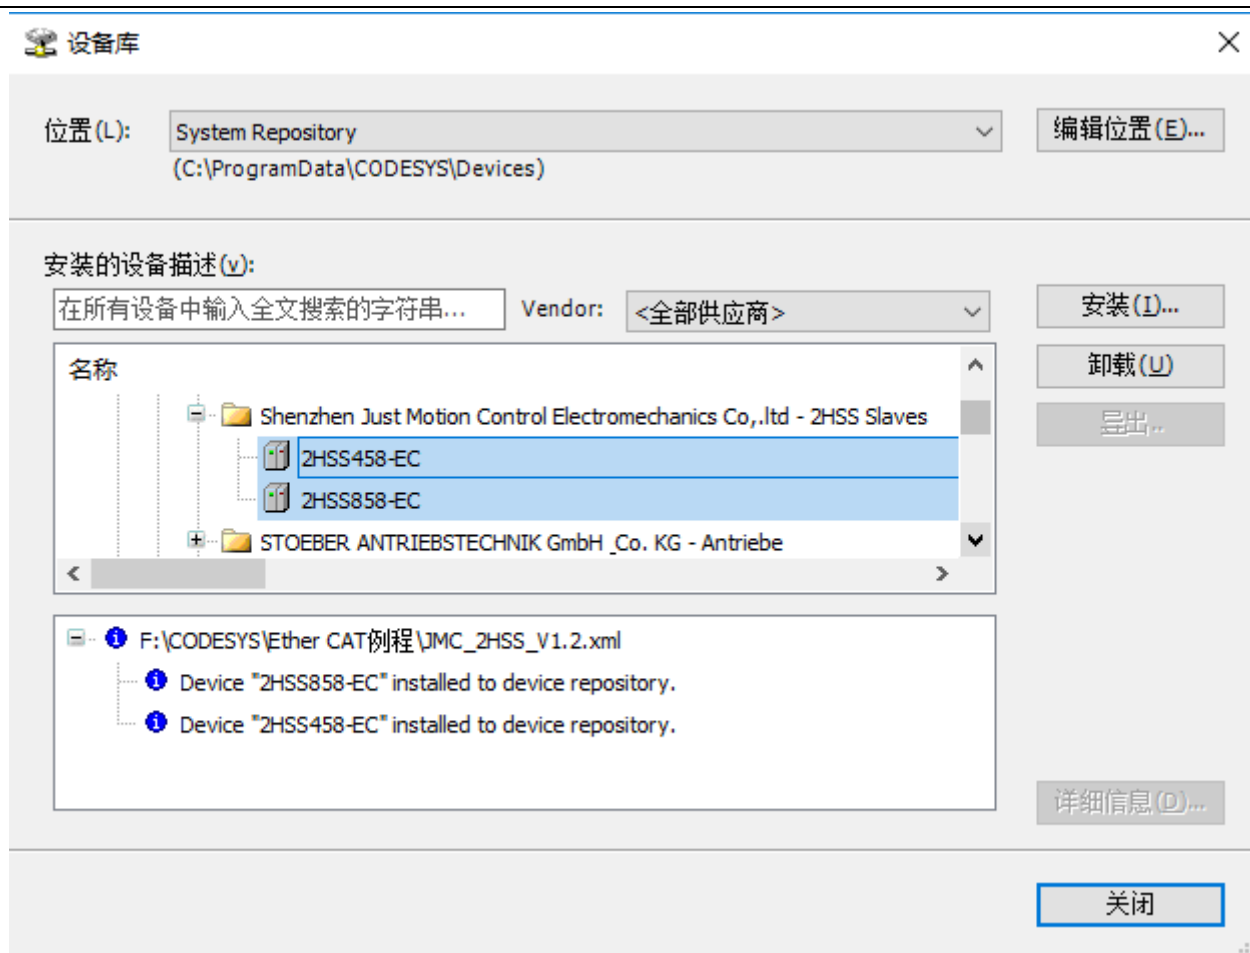 设备库
位置(L):
System Repository
编辑位置(E)...
(C:\ProgramData\CODESYS\Devices)
安装的设备描述(v):
在所有设备中输入全文搜索的字符串...
Vendor:
<全部供应商>
安装(I)...
名称
卸载(U)
Shenzhen Just Motion Control Electromechanics Co,.ltd - 2HSS Slaves
导出..
2HSS458-EC
2HSS858-EC
STOEBER ANTRIEBSTECHNIK GmbH _Co. KG - Antriebe
F:\CODESYS\Ether CAT例程\JMC_2HSS_V1.2.xml
Device "2HSS858-EC" installed to device repository.
Device "2HSS458-EC" installed to device repository.
详细信息(D)...
关闭